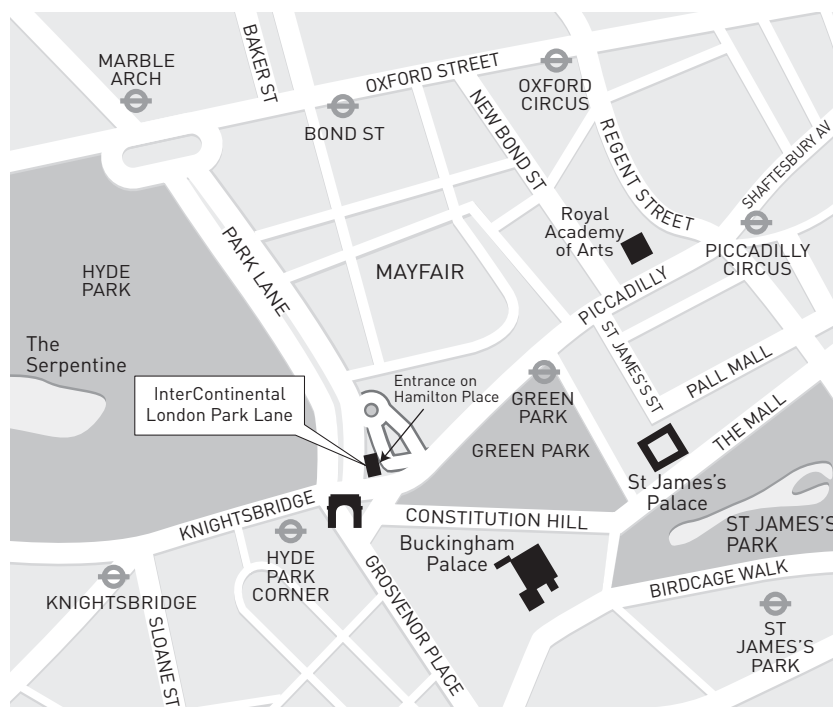 MARBLE
ARCH
BAKER ST
OXFORD STREET
OXFORD
CIRCUS
BOND ST
NEW BOND ST
REGENT STREET
SHAFTESBURY AV
Royal
Academy
of Arts
PICCADILLY
CIRCUS
PARK LANE
HYDE
PARK
MAYFAIR
PICCADILLY
The
Serpentine
ST JAMES'S ST
PALL MALL
InterContinental
London Park Lane
Entrance on
Hamilton Place
GREEN
PARK
THE MALL
GREEN PARK
St James's
Palace
KNIGHTSBRIDGE
CONSTITUTION HILL
ST JAMES'S
PARK
HYDE
PARK
CORNER
Buckingham
Palace
BIRDCAGE WALK
KNIGHTSBRIDGE
GROSVENOR PLACE
SLOANE ST
ST
JAMES'S
PARK